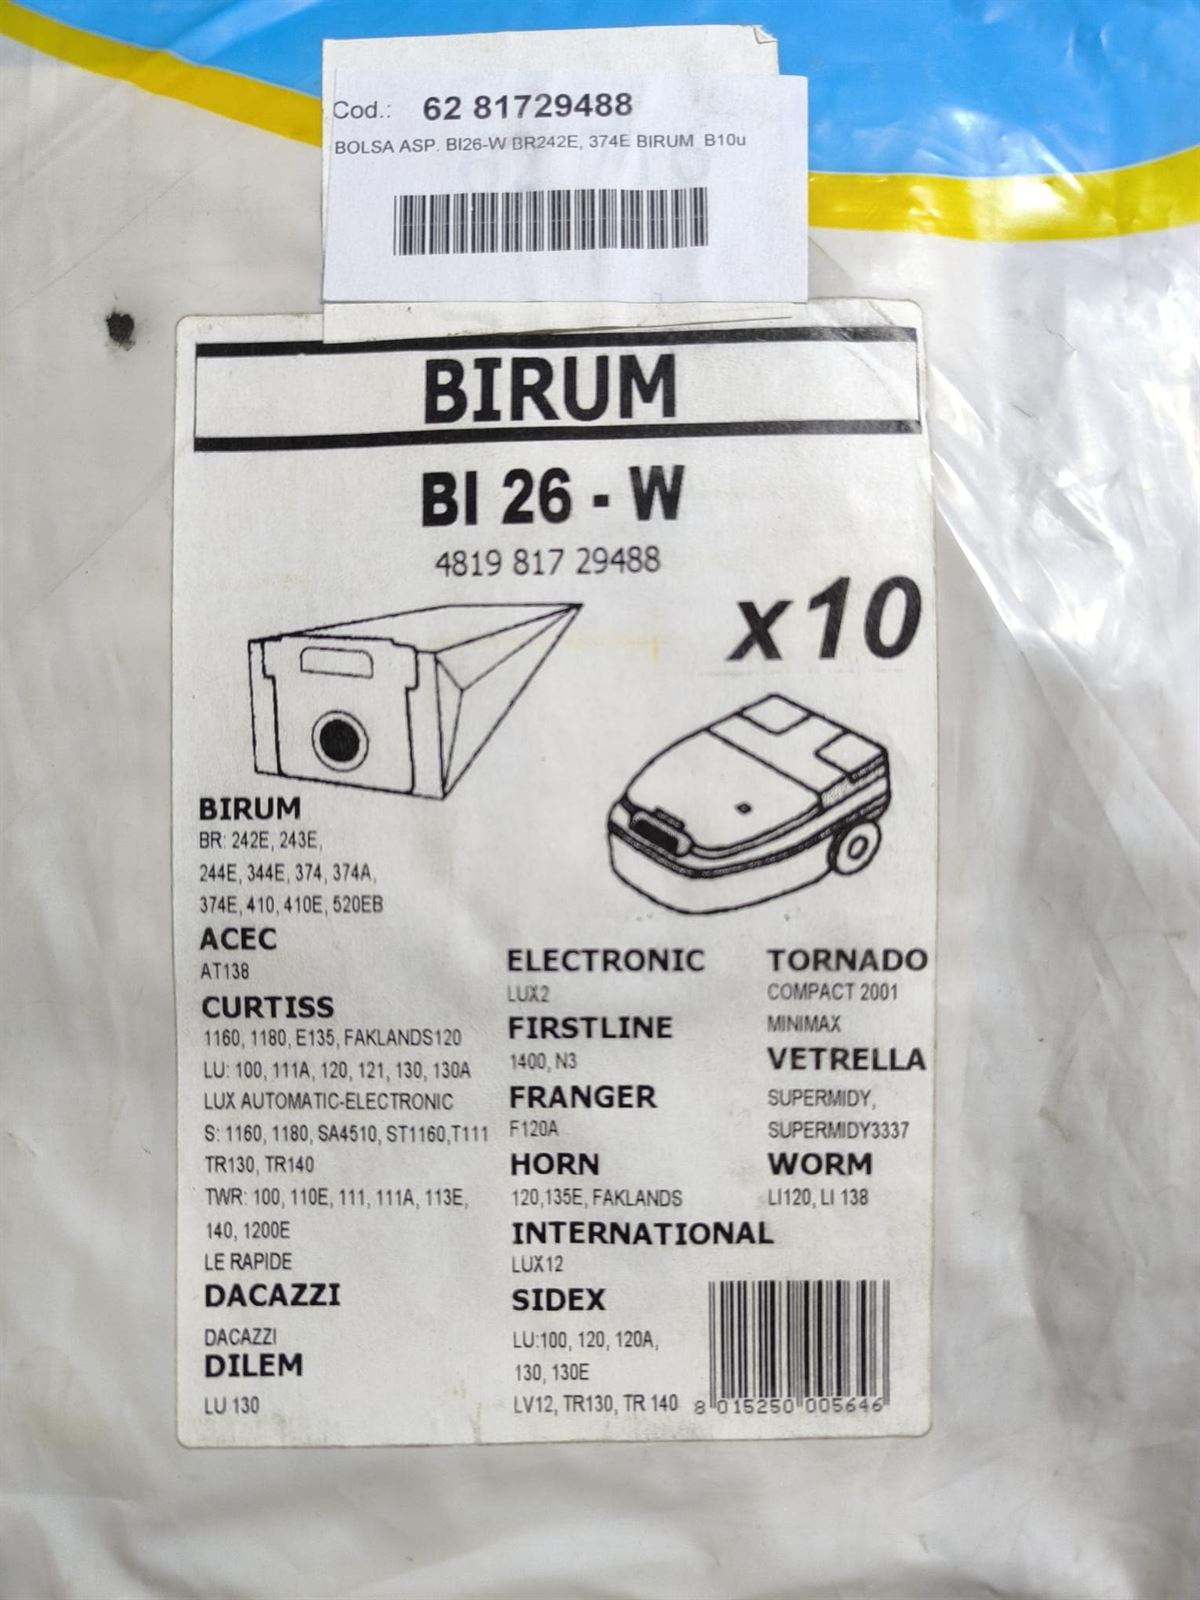 Cod.: 62 81729488
BOLSA ASP. BI26-W BR242E, 374E BIRUM B10u
BIRUM
BI 26 - W
4819 817 29488
x10
BIRUM
BR: 242E, 243E,
244E, 344E, 374, 374A,
374E, 410, 410E, 520EB
ACEC
AT138
CURTISS
1160, 1180, E135, FAKLANDS120
LU: 100, 111A, 120, 121, 130, 130A
LUX AUTOMATIC-ELECTRONIC
S: 1160, 1180, SA4510, ST1160,T111
TR130, TR140
TWR: 100, 110E, 111, 111A, 113E,
140, 1200E
LE RAPIDE
DACAZZI
DACAZZI
DILEM
LU 130
ELECTRONIC
LUX2
FIRSTLINE
1400, N3
FRANGER
F120A
HORN
120,135E, FAKLANDS
INTERNATIONAL
LUX12
SIDEX
LU:100, 120, 120A,
130, 130E
LV12, TR130, TR 140
TORNADO
COMPACT 2001
MINIMAX
VETRELLA
SUPERMIDY,
SUPERMIDY3337
WORM
LI120, LI 138
8 015250 005646